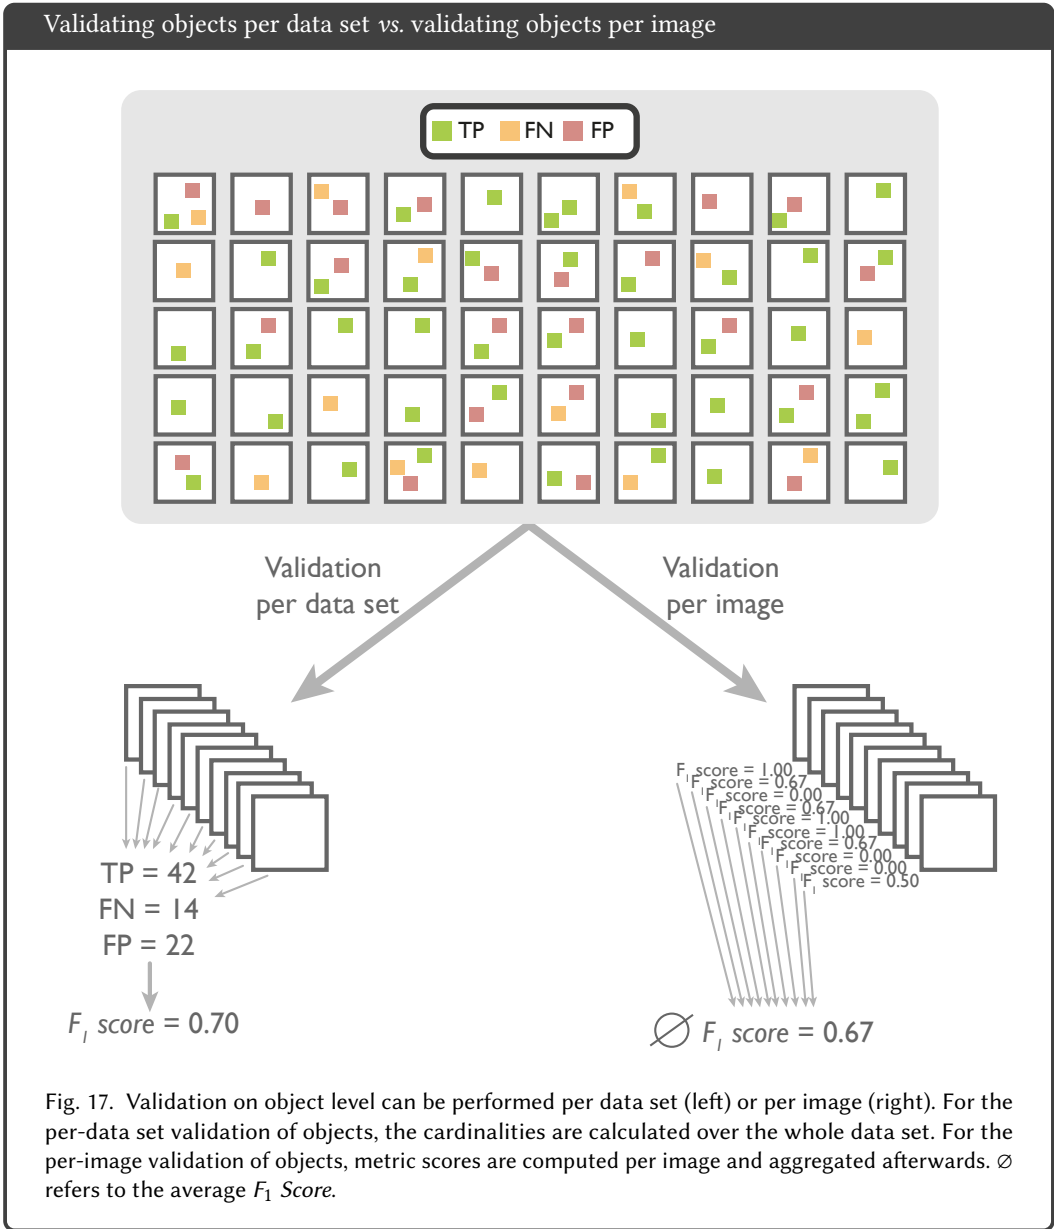 Validating objects per data set vs. validating objects per image
TP FN FP
Validation
per data set
Validation
per image
F1 score = 1.00
F1 score = 0.67
F1 score = 0.00
F1 score = 0.67
F1 score = 1.00
F1 score = 1.00
F1 score = 0.67
F1 score = 0.00
F1 score = 0.00
F1 score = 0.50
TP = 42
FN = 14
FP = 22
F1 score = 0.70
∅ F1 score = 0.67
Fig. 17. Validation on object level can be performed per data set (left) or per image (right). For the
per-data set validation of objects, the cardinalities are calculated over the whole data set. For the
per-image validation of objects, metric scores are computed per image and aggregated afterwards. ∅
refers to the average F1 Score.